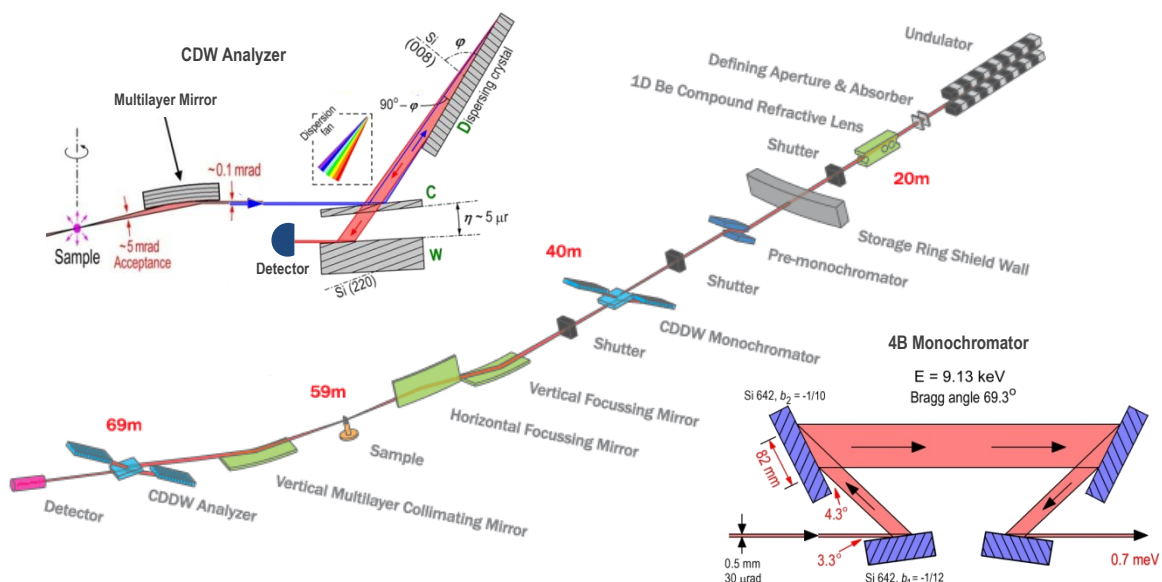 CDW Analyzer
Multilayer Mirror
~0.1 mrad
~5 mrad
Acceptance
Sample
Dispersion
fan
Si
(008)
φ
90° – φ
Dispersing crystal
C
η ~ 5 μr
W
Detector
Si (220)
Undulator
Defining Aperture & Absorber
1D Be Compound Refractive Lens
Shutter
20m
Storage Ring Shield Wall
Pre-monochromator
40m
Shutter
CDDW Monochromator
Shutter
Vertical Focussing Mirror
59m
Horizontal Focussing Mirror
Sample
69m
Vertical Multilayer Collimating Mirror
CDDW Analyzer
Detector
4B Monochromator
E = 9.13 keV
Bragg angle 69.3°
Si 642, b2 = -1/10
82 mm
4.3°
3.3°
0.5 mm
30 μrad
Si 642, b1 = -1/12
0.7 meV